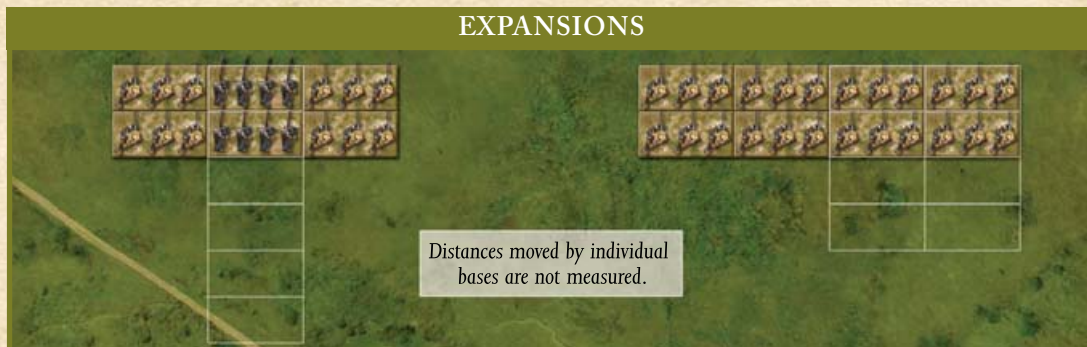 EXPANSIONS
Distances moved by individual
bases are not measured.